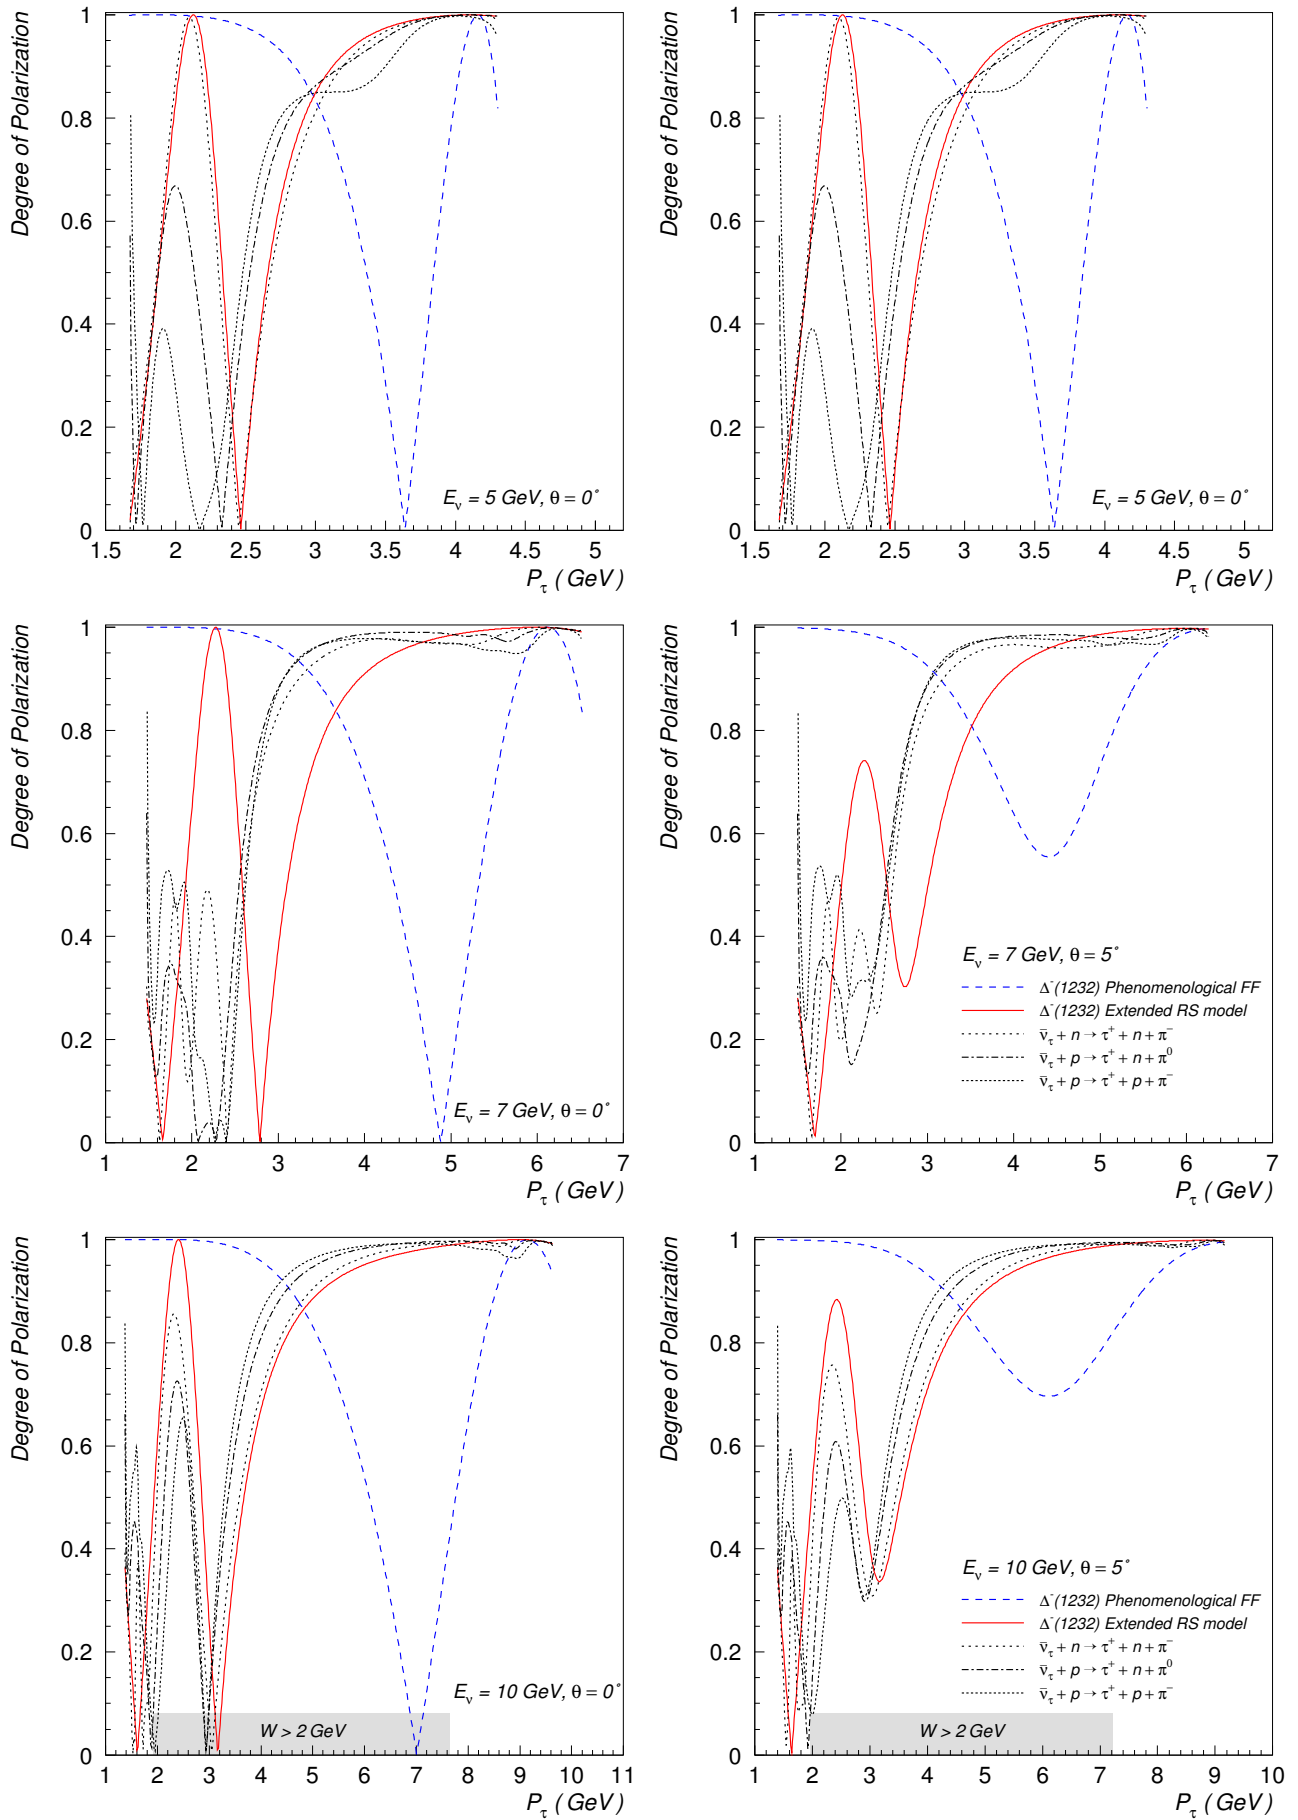 Degree of Polarization
1
0.8
0.6
0.4
0.2
0
E_ν = 5 GeV, θ = 0°
1.5 2 2.5 3 3.5 4 4.5 5
P_τ ( GeV )
Degree of Polarization
1
0.8
0.6
0.4
0.2
0
E_ν = 5 GeV, θ = 0°
1.5 2 2.5 3 3.5 4 4.5 5
P_τ ( GeV )
Degree of Polarization
1
0.8
0.6
0.4
0.2
0
E_ν = 7 GeV, θ = 0°
1 2 3 4 5 6 7
P_τ ( GeV )
Degree of Polarization
1
0.8
0.6
0.4
0.2
0
E_ν = 7 GeV, θ = 5°
Δ⁻(1232) Phenomenological FF
Δ⁻(1232) Extended RS model
ν̄_τ + n → τ⁺ + n + π⁻
ν̄_τ + p → τ⁺ + n + π⁰
ν̄_τ + p → τ⁺ + p + π⁻
1 2 3 4 5 6 7
P_τ ( GeV )
Degree of Polarization
1
0.8
0.6
0.4
0.2
0
E_ν = 10 GeV, θ = 0°
W > 2 GeV
1 2 3 4 5 6 7 8 9 10 11
P_τ ( GeV )
Degree of Polarization
1
0.8
0.6
0.4
0.2
0
E_ν = 10 GeV, θ = 5°
Δ⁻(1232) Phenomenological FF
Δ⁻(1232) Extended RS model
ν̄_τ + n → τ⁺ + n + π⁻
ν̄_τ + p → τ⁺ + n + π⁰
ν̄_τ + p → τ⁺ + p + π⁻
W > 2 GeV
1 2 3 4 5 6 7 8 9 10
P_τ ( GeV )